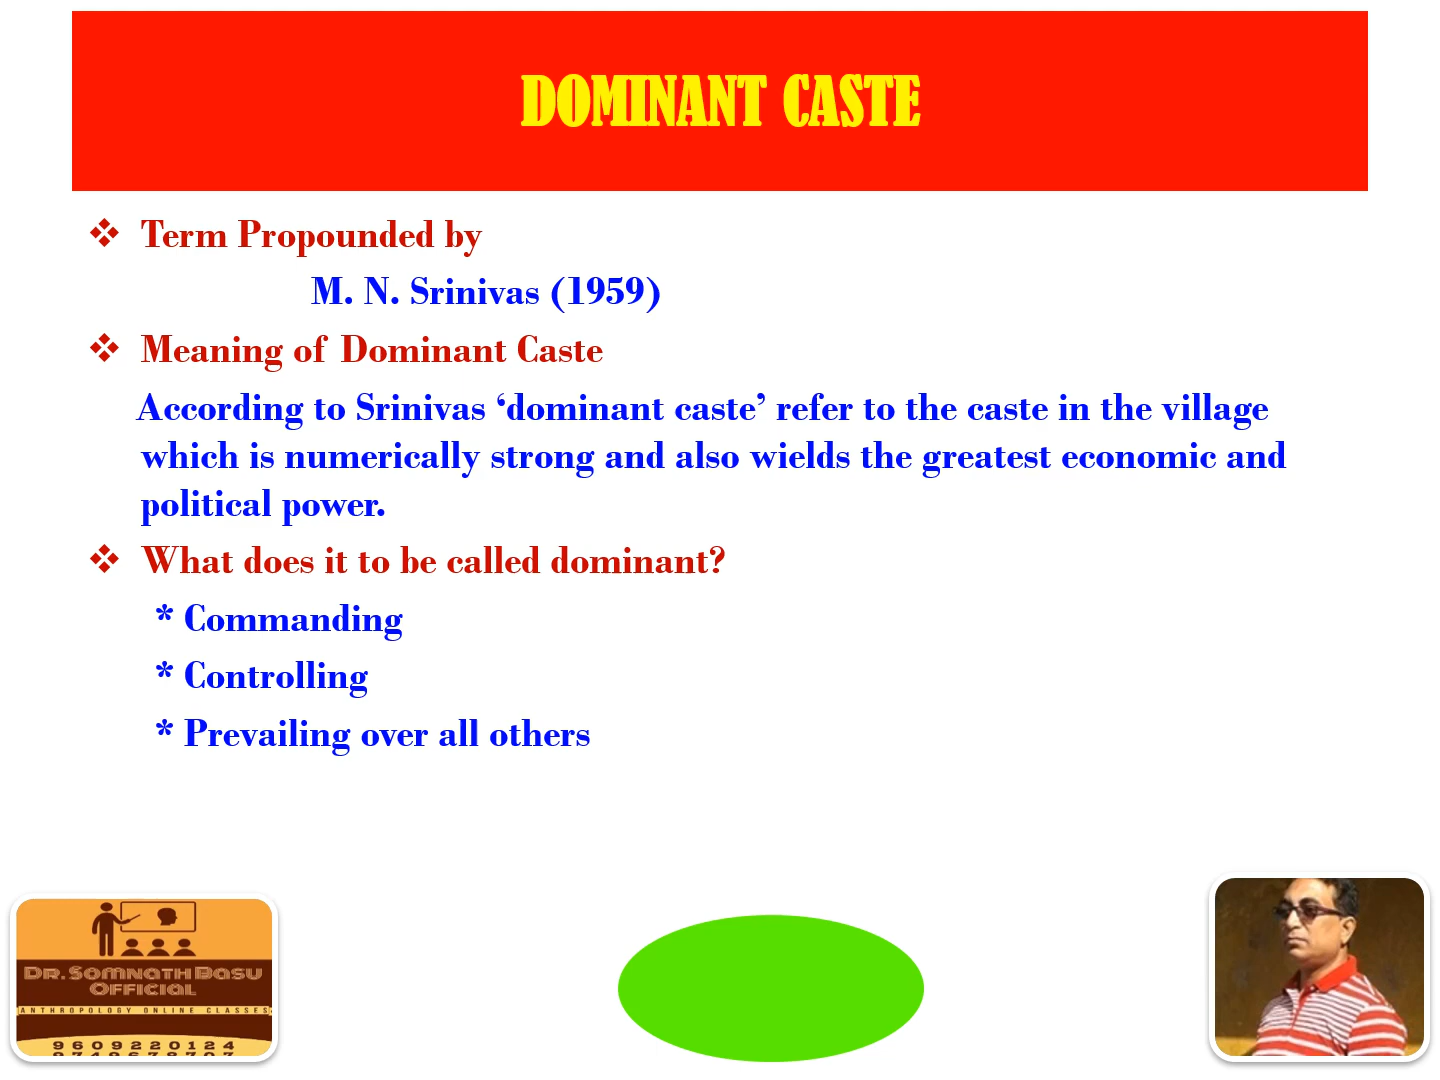 DOMINANT CASTE
❖ Term Propounded by
M. N. Srinivas (1959)
❖ Meaning of Dominant Caste
According to Srinivas ‘dominant caste’ refer to the caste in the village
which is numerically strong and also wields the greatest economic and
political power.
❖ What does it to be called dominant?
* Commanding
* Controlling
* Prevailing over all others
DR. SOMNATH BASU
OFFICIAL
ANTHROPOLOGY ONLINE CLASSES
9609220124